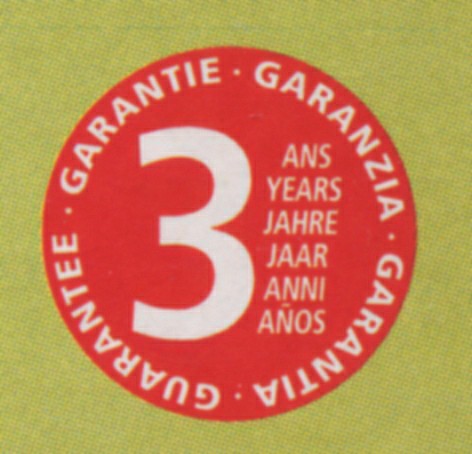 GARANTIE · GARANZIA · GARANTIA · GUARANTEE ·
3
ANS
YEARS
JAHRE
JAAR
ANNI
AÑOS